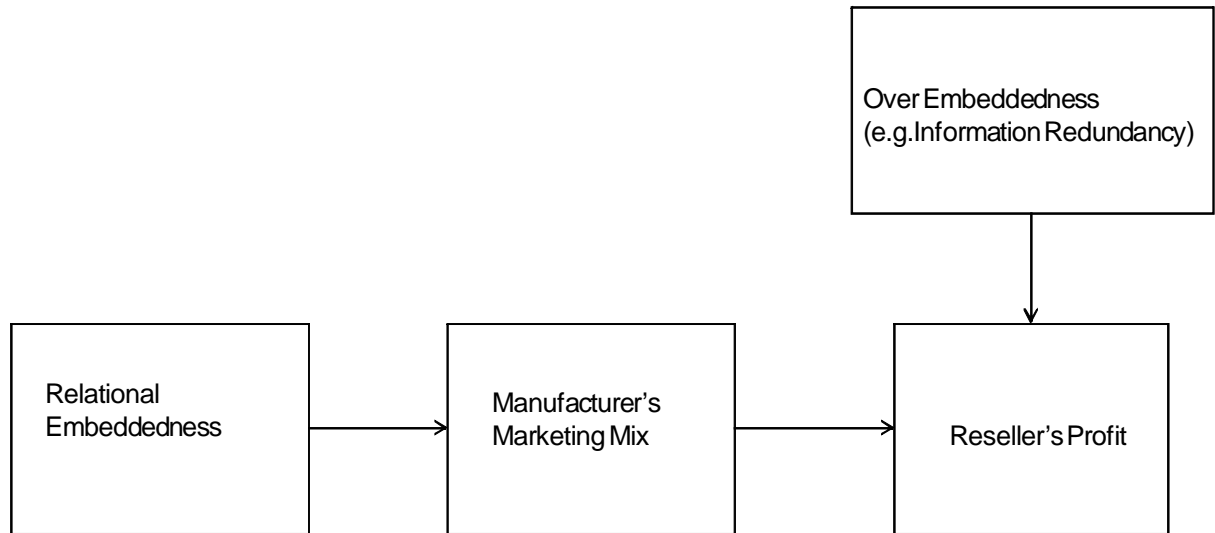 Over Embeddedness
(e.g.Information Redundancy)
Relational
Embeddedness
Manufacturer’s
Marketing Mix
Reseller’s Profit